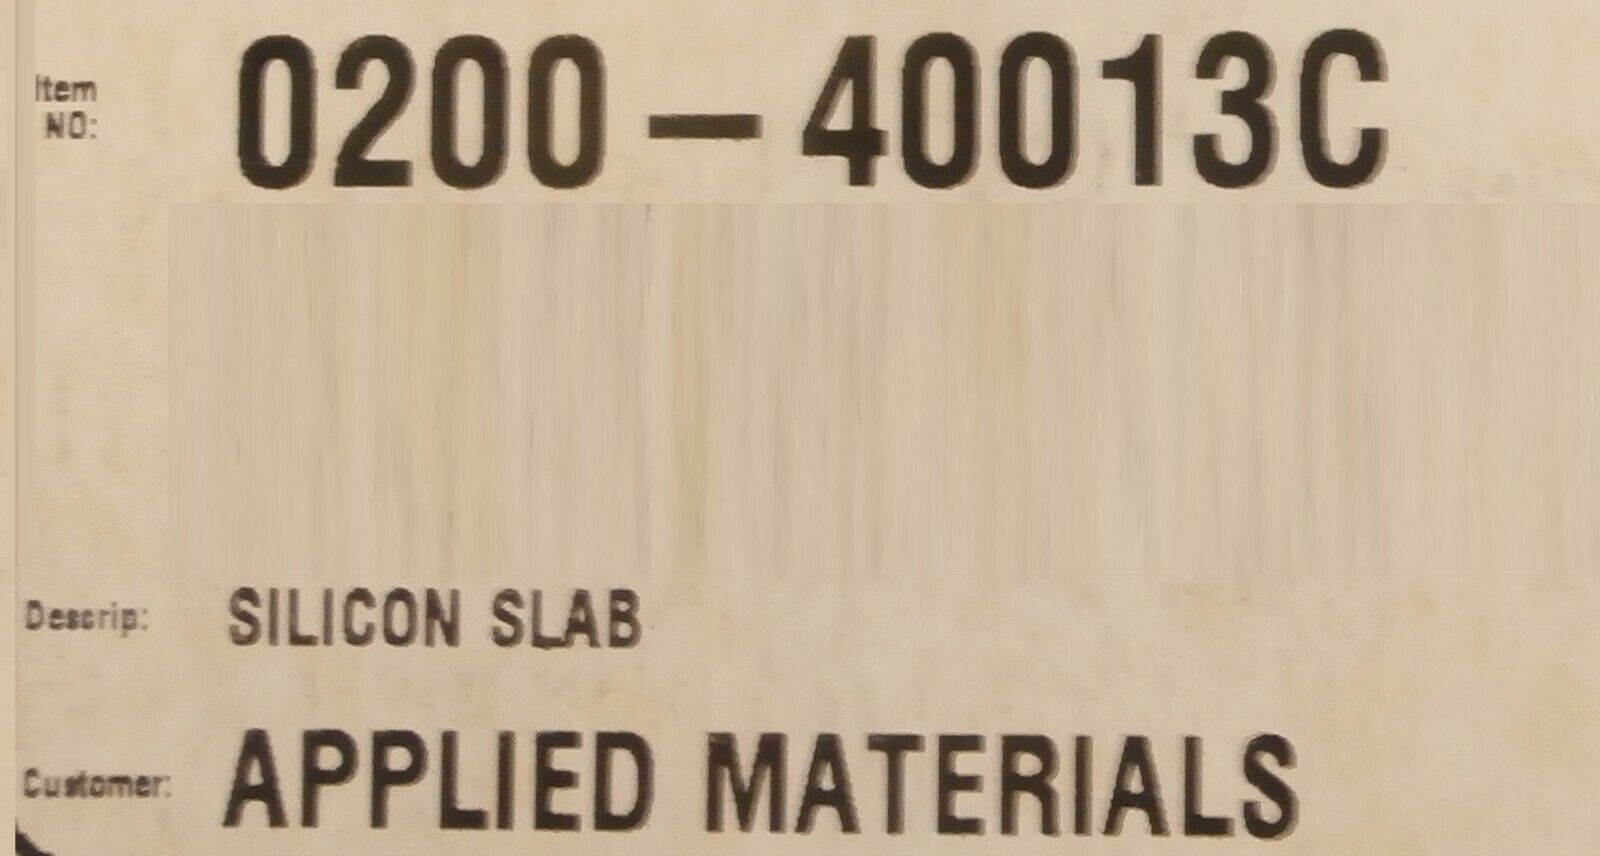 Item NO: 0200-40013C
Descrip: SILICON SLAB
Customer: APPLIED MATERIALS